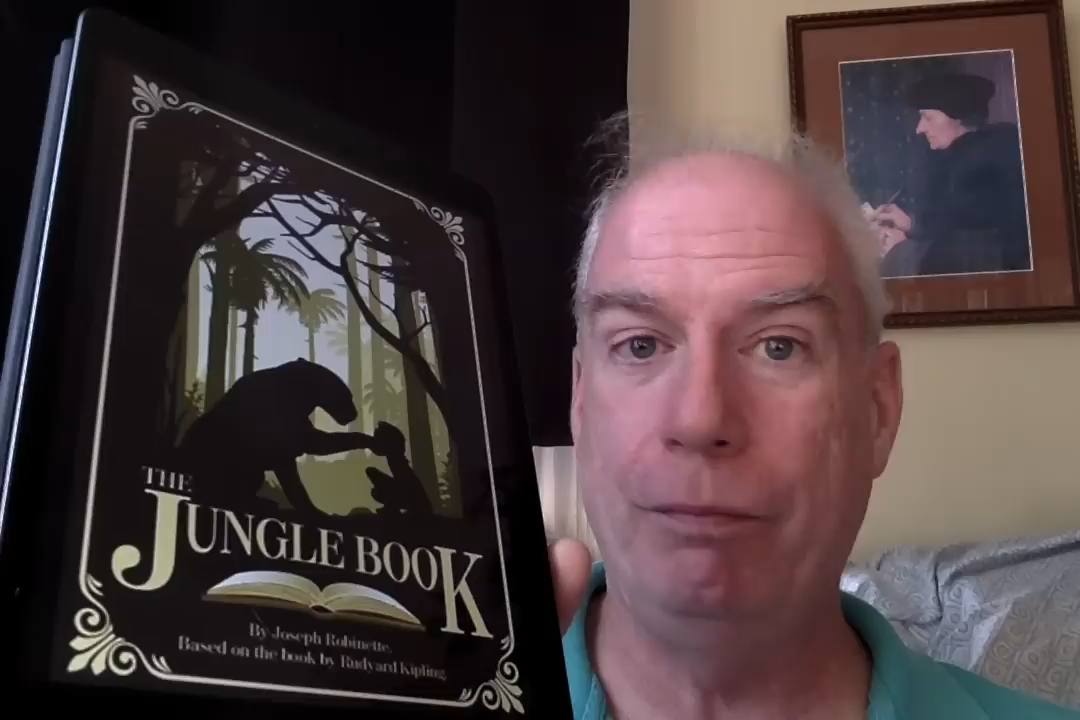 THE
JUNGLE BOOK
By Joseph Robinette,
Based on the book by Rudyard Kipling